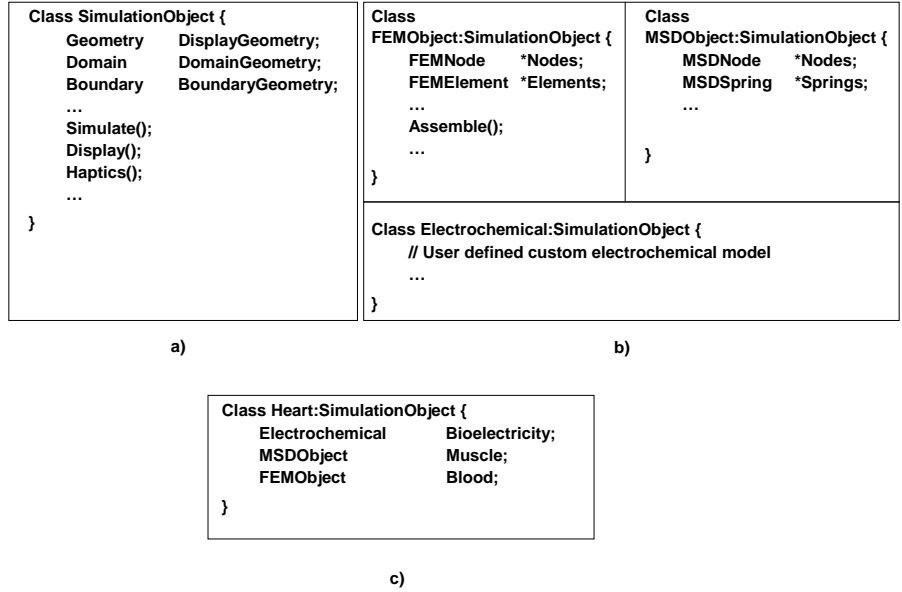 Class SimulationObject {
Geometry DisplayGeometry;
Domain DomainGeometry;
Boundary BoundaryGeometry;
…
Simulate();
Display();
Haptics();
…
}
Class
FEMObject:SimulationObject {
FEMNode *Nodes;
FEMElement *Elements;
…
Assemble();
…
}
Class
MSDObject:SimulationObject {
MSDNode *Nodes;
MSDSpring *Springs;
…
}
Class Electrochemical:SimulationObject {
// User defined custom electrochemical model
…
}
a)
b)
Class Heart:SimulationObject {
Electrochemical Bioelectricity;
MSDObject Muscle;
FEMObject Blood;
}
c)